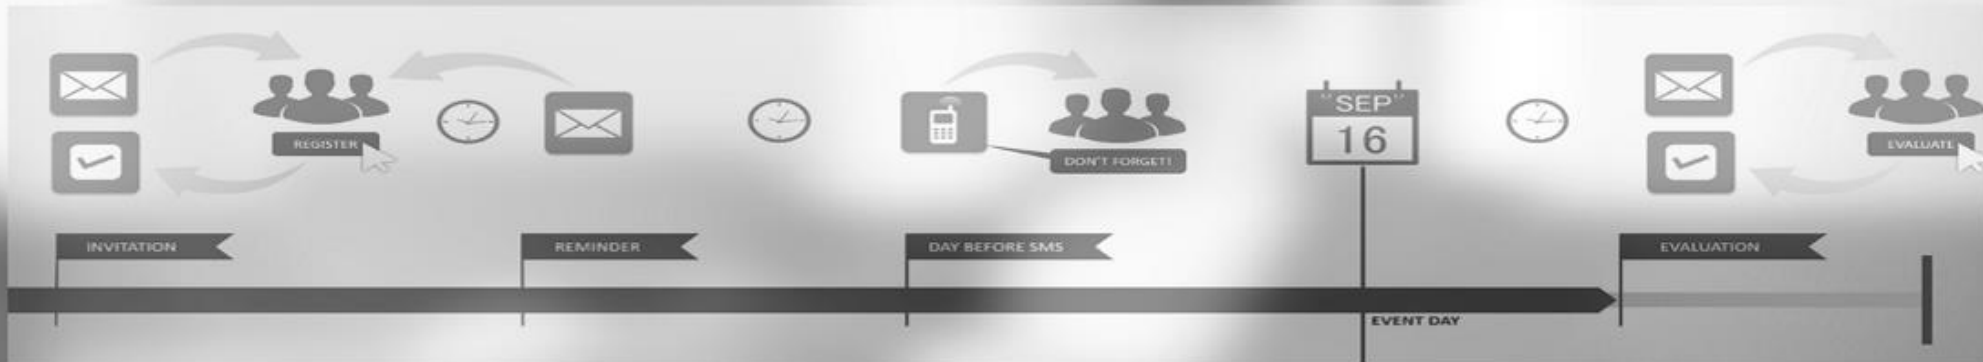 REGISTER
DON'T FORGET!
"SEP"
16
EVALUATE
INVITATION
REMINDER
DAY BEFORE SMS
EVALUATION
EVENT DAY